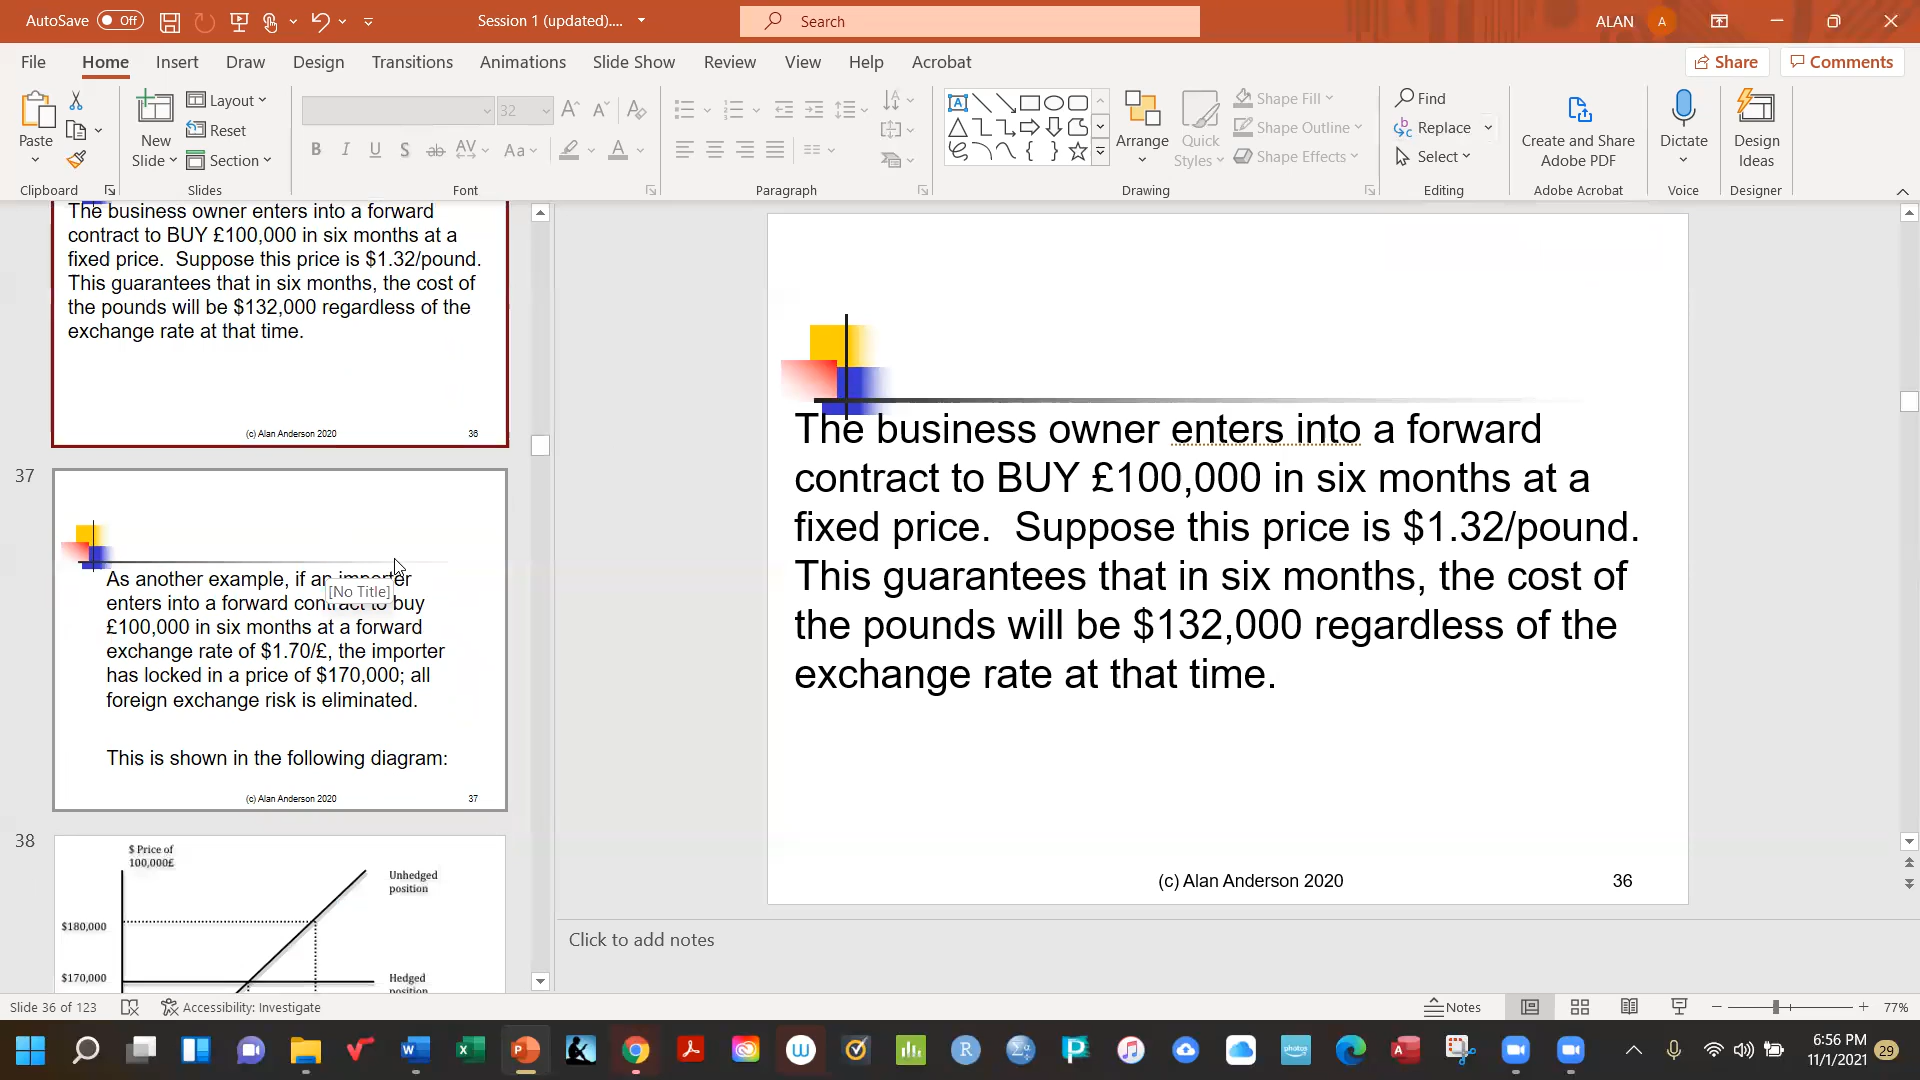 AutoSave Off Session 1 (updated).... Search ALAN A
File Home Insert Draw Design Transitions Animations Slide Show Review View Help Acrobat Share Comments
Paste New Slide Layout Reset Section 32 Shape Fill Shape Outline Shape Effects Arrange Quick Styles Find Replace Select Create and Share Adobe PDF Dictate Design Ideas
Clipboard Slides Font Paragraph Drawing Editing Adobe Acrobat Voice Designer
The business owner enters into a forward
contract to BUY £100,000 in six months at a
fixed price. Suppose this price is $1.32/pound.
This guarantees that in six months, the cost of
the pounds will be $132,000 regardless of the
exchange rate at that time.
(c) Alan Anderson 2020 36
37
As another example, if an importer
[No Title]
enters into a forward contract to buy
£100,000 in six months at a forward
exchange rate of $1.70/£, the importer
has locked in a price of $170,000; all
foreign exchange risk is eliminated.
This is shown in the following diagram:
(c) Alan Anderson 2020 37
38
$ Price of
100,000£
Unhedged
position
$180,000
$170,000
Hedged
position
The business owner enters into a forward
contract to BUY £100,000 in six months at a
fixed price. Suppose this price is $1.32/pound.
This guarantees that in six months, the cost of
the pounds will be $132,000 regardless of the
exchange rate at that time.
(c) Alan Anderson 2020 36
Click to add notes
Slide 36 of 123 Accessibility: Investigate Notes 77%
6:56 PM
11/1/2021 29